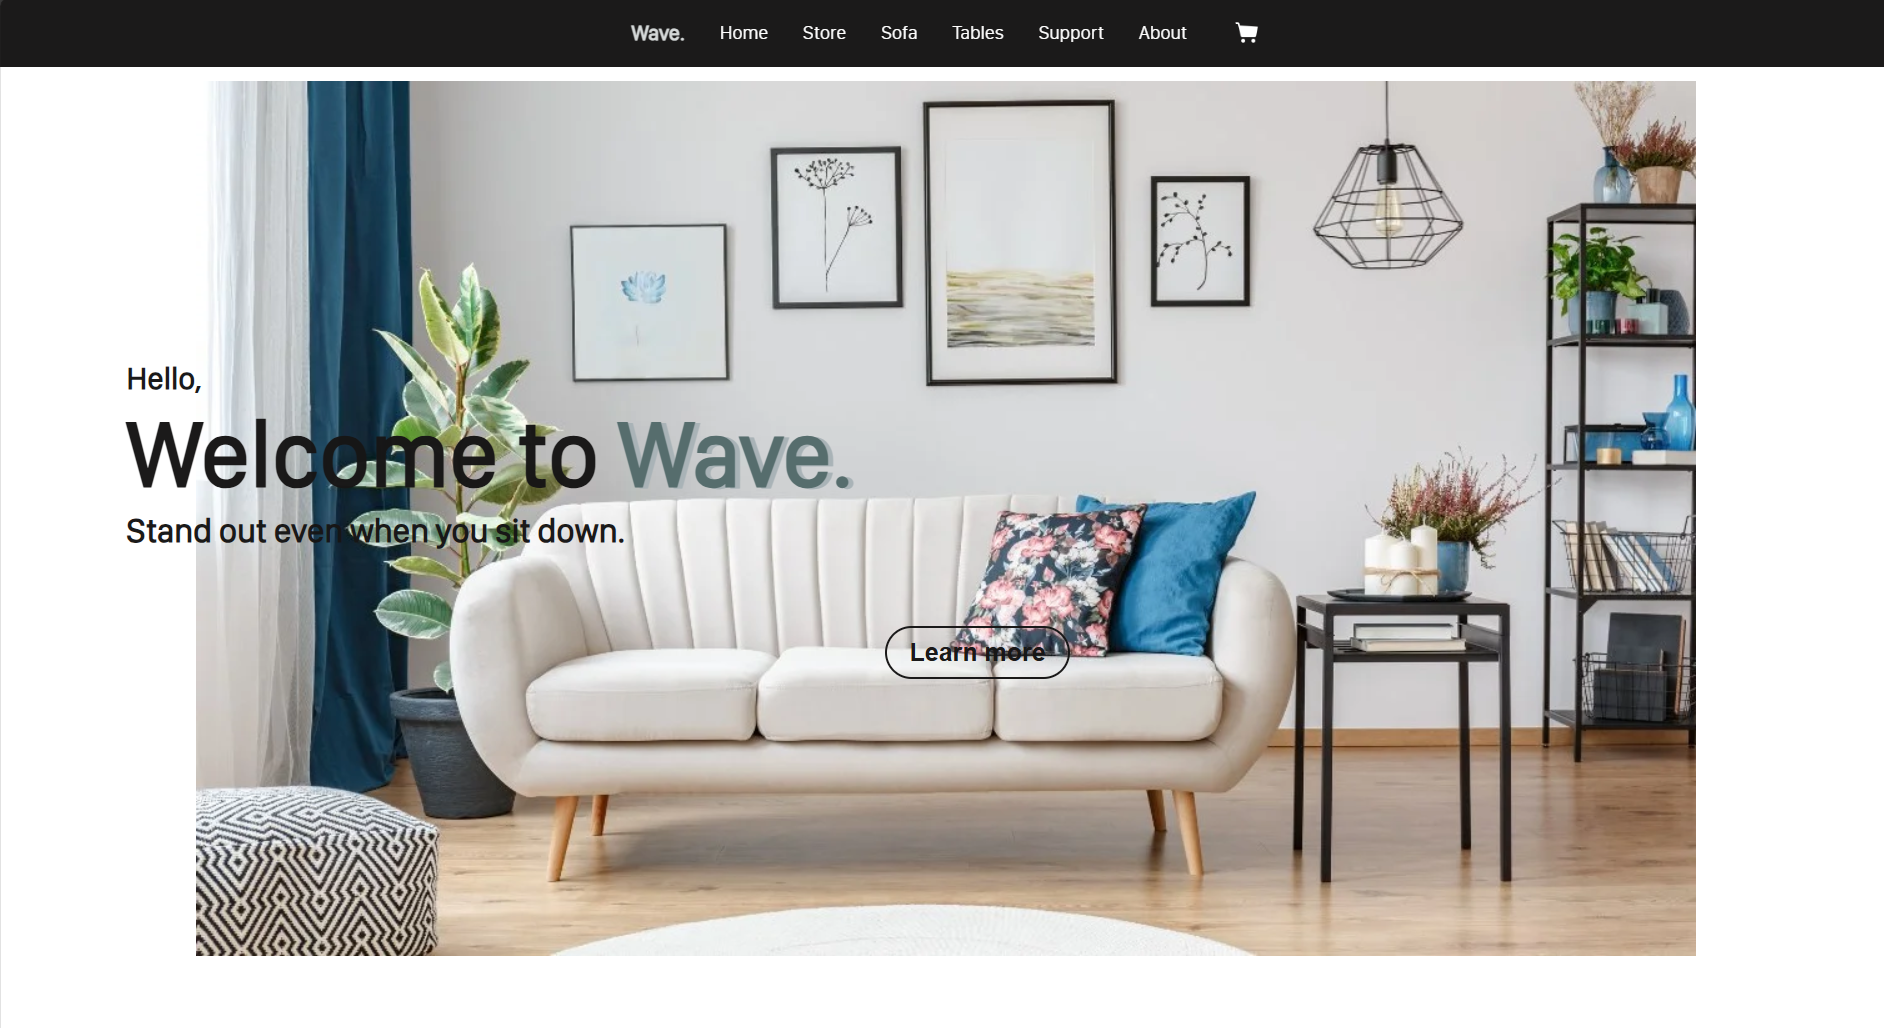 Wave. Home Store Sofa Tables Support About
Hello,
Welcome to Wave.
Stand out even when you sit down.
Learn more